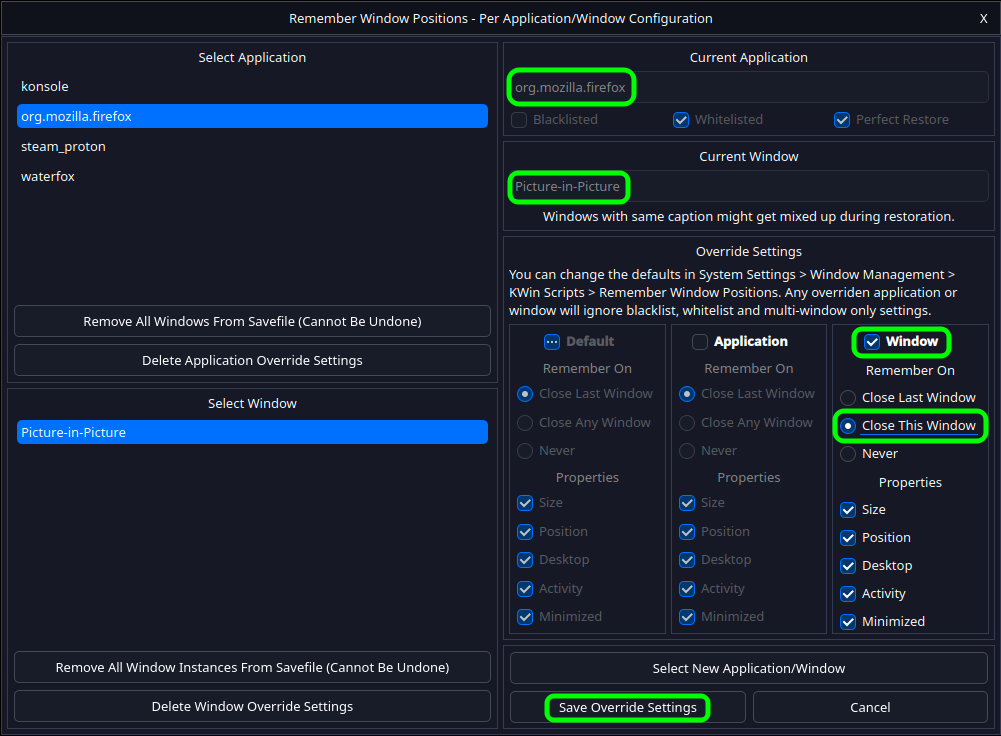 Remember Window Positions - Per Application/Window Configuration
X
Select Application
konsole
org.mozilla.firefox
steam_proton
waterfox
Remove All Windows From Savefile (Cannot Be Undone)
Delete Application Override Settings
Select Window
Picture-in-Picture
Remove All Window Instances From Savefile (Cannot Be Undone)
Delete Window Override Settings
Current Application
org.mozilla.firefox
Blacklisted
Whitelisted
Perfect Restore
Current Window
Picture-in-Picture
Windows with same caption might get mixed up during restoration.
Override Settings
You can change the defaults in System Settings > Window Management >
KWin Scripts > Remember Window Positions. Any overriden application or
window will ignore blacklist, whitelist and multi-window only settings.
Default
Remember On
Close Last Window
Close Any Window
Never
Properties
Size
Position
Desktop
Activity
Minimized
Application
Remember On
Close Last Window
Close Any Window
Never
Properties
Size
Position
Desktop
Activity
Minimized
Window
Remember On
Close Last Window
Close This Window
Never
Properties
Size
Position
Desktop
Activity
Minimized
Select New Application/Window
Save Override Settings
Cancel